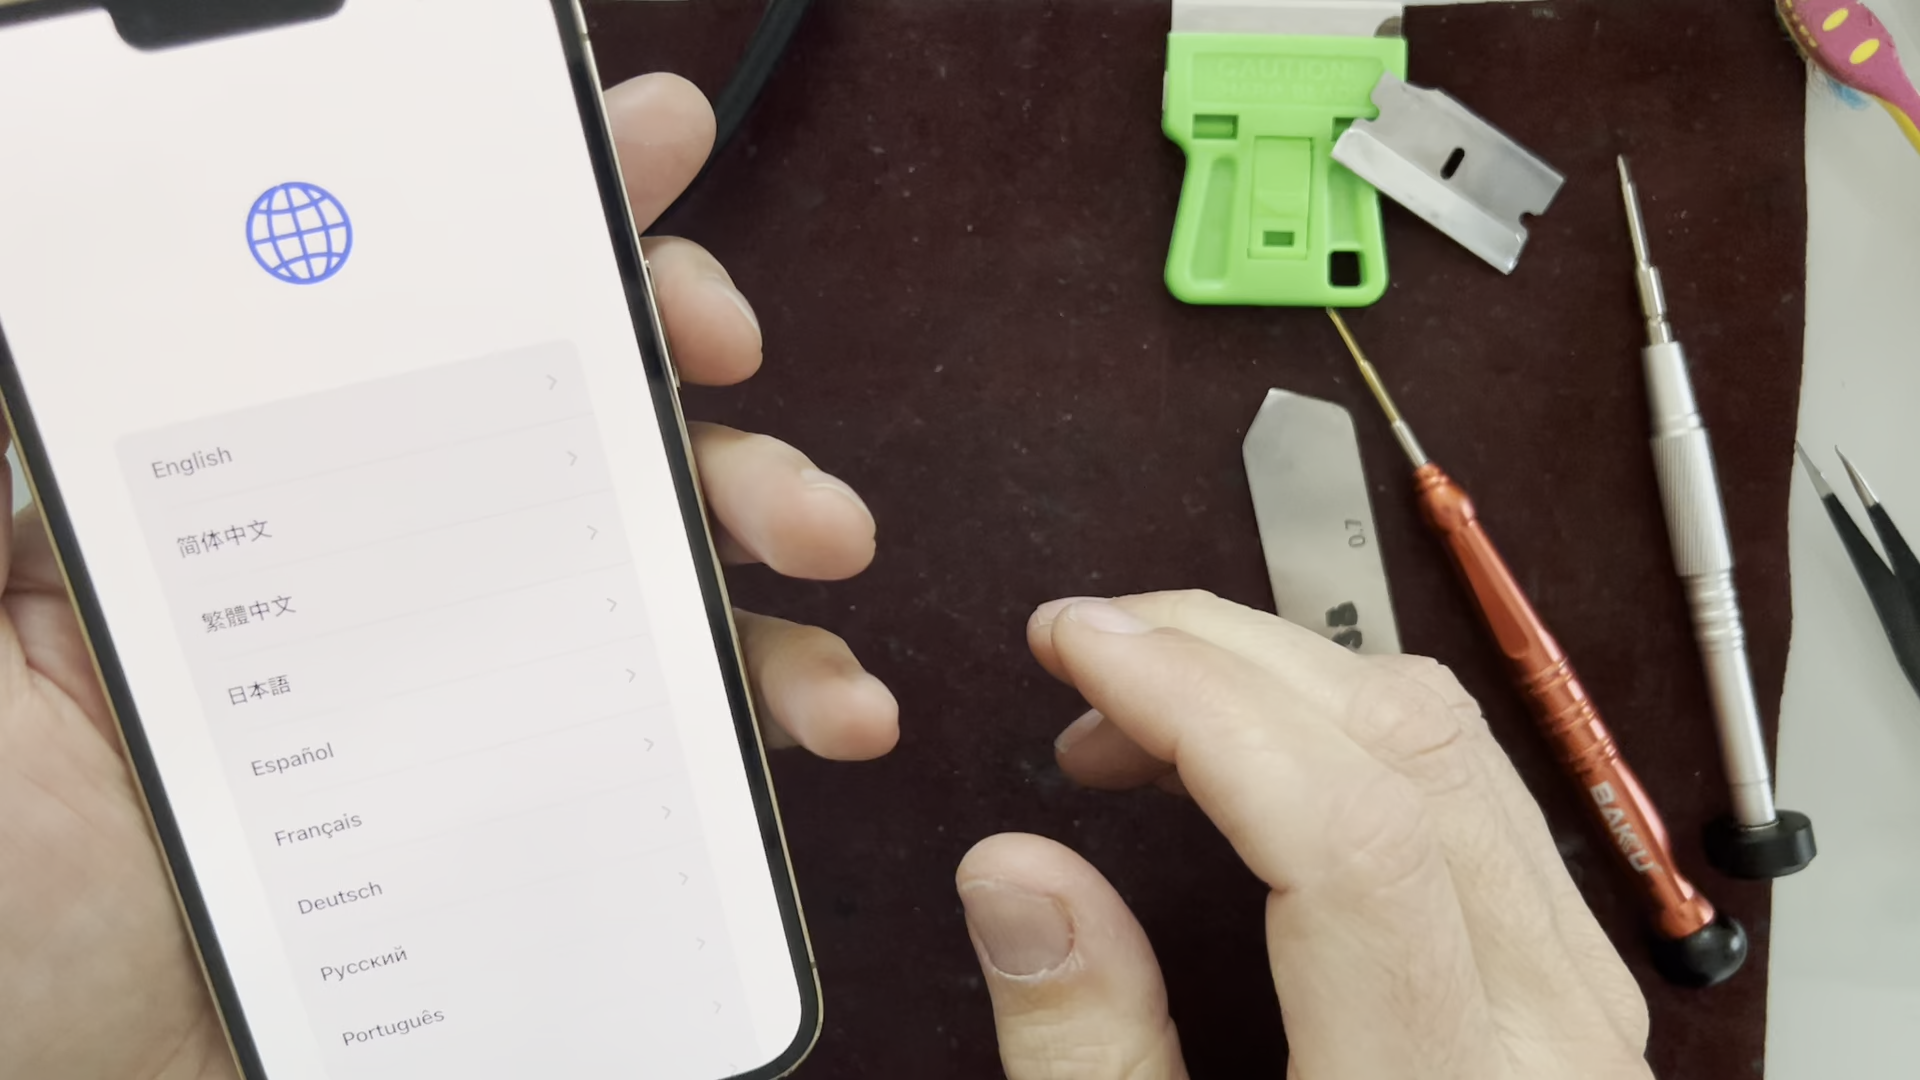 English
简体中文
繁體中文
日本語
Español
Français
Deutsch
Русский
Português
CAUTION
0.7
BAKU